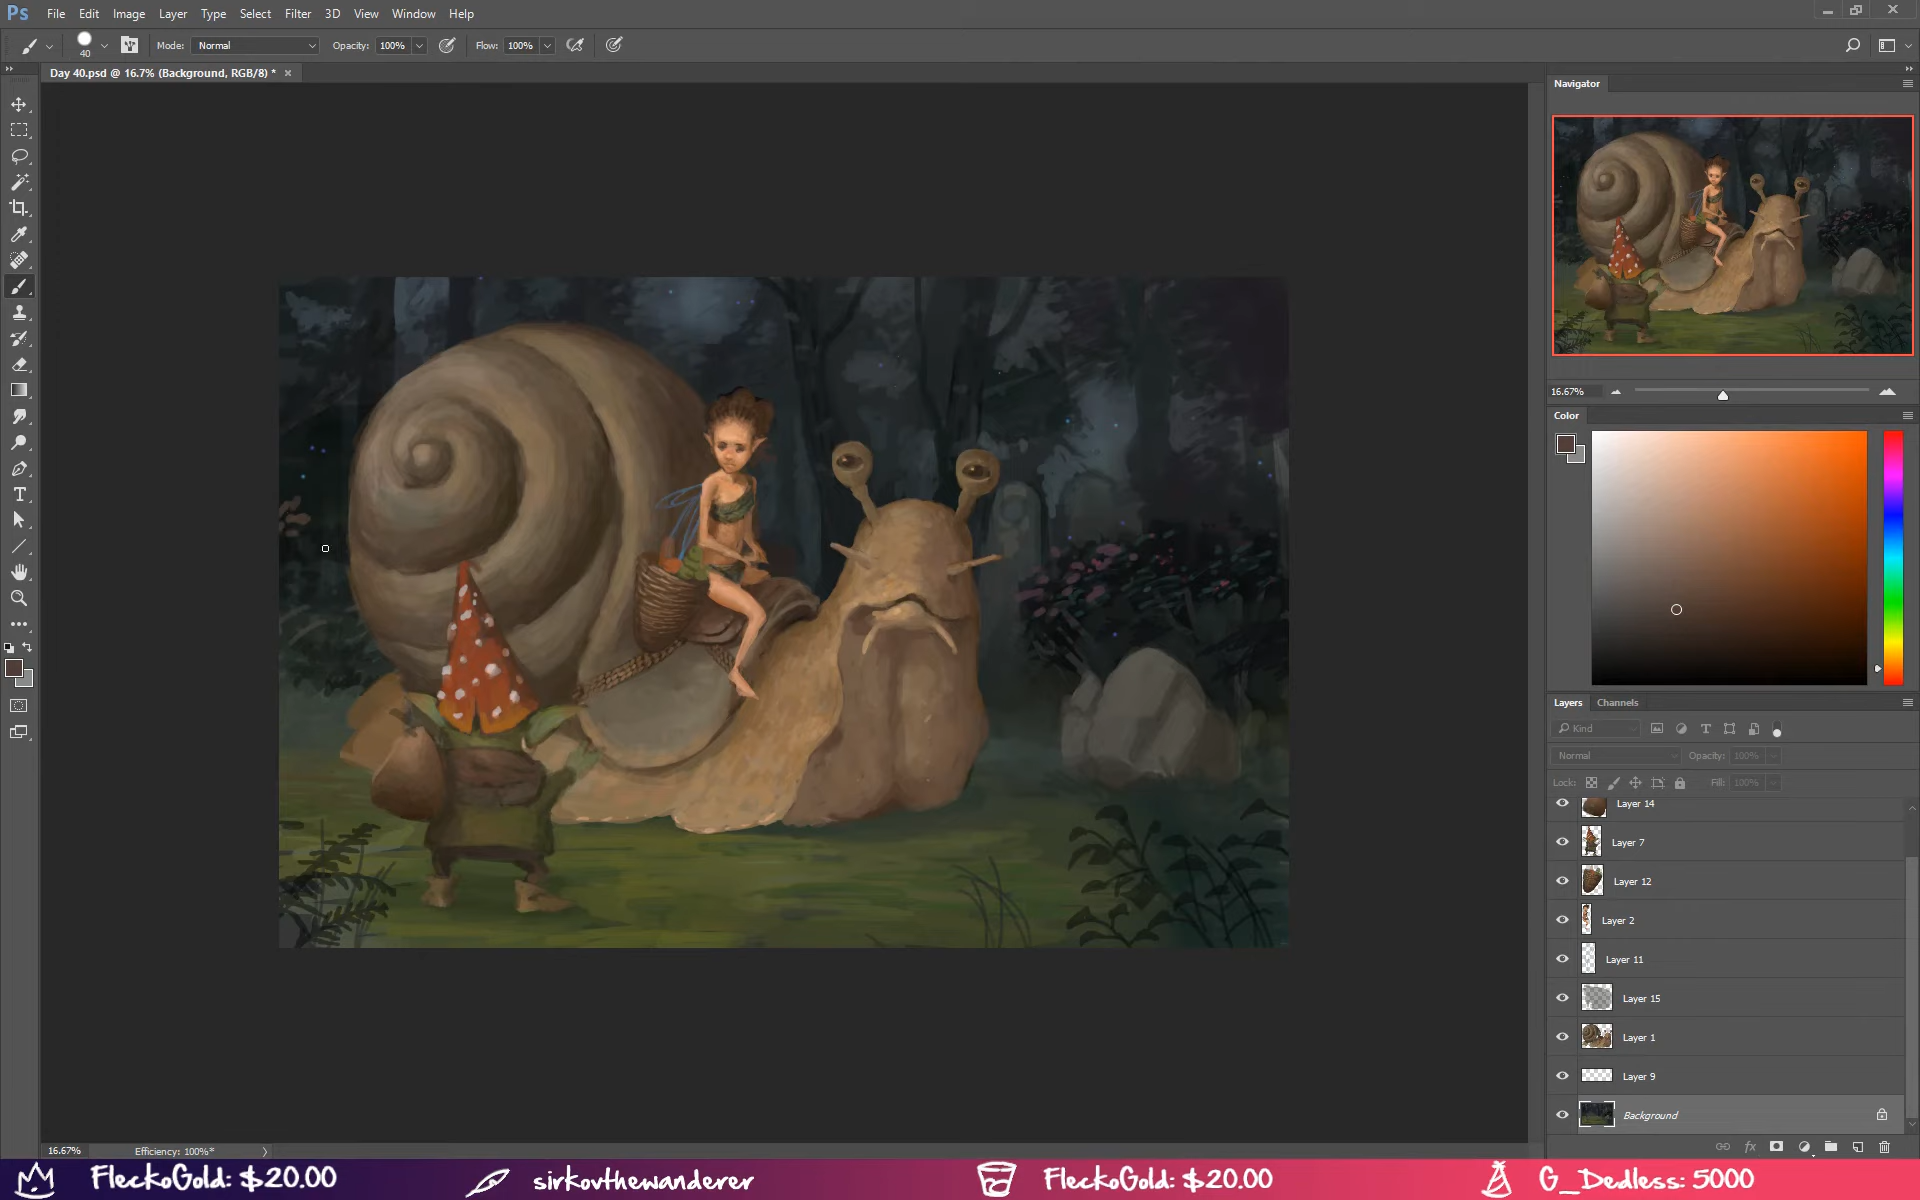 Ps File Edit Image Layer Type Select Filter 3D View Window Help
40 Mode: Normal Opacity: 100% Flow: 100%
Day 40.psd @ 16.7% (Background, RGB/8) *
Navigator
16.67%
Color
Layers Channels
Kind
Normal Opacity: 100%
Lock: Fill: 100%
Layer 14
Layer 7
Layer 12
Layer 2
Layer 11
Layer 15
Layer 1
Layer 9
Background
fx
16.67% Efficiency: 100%*
FleckoGold: $20.00 sirkovthewanderer FleckoGold: $20.00 G_Dedless: 5000